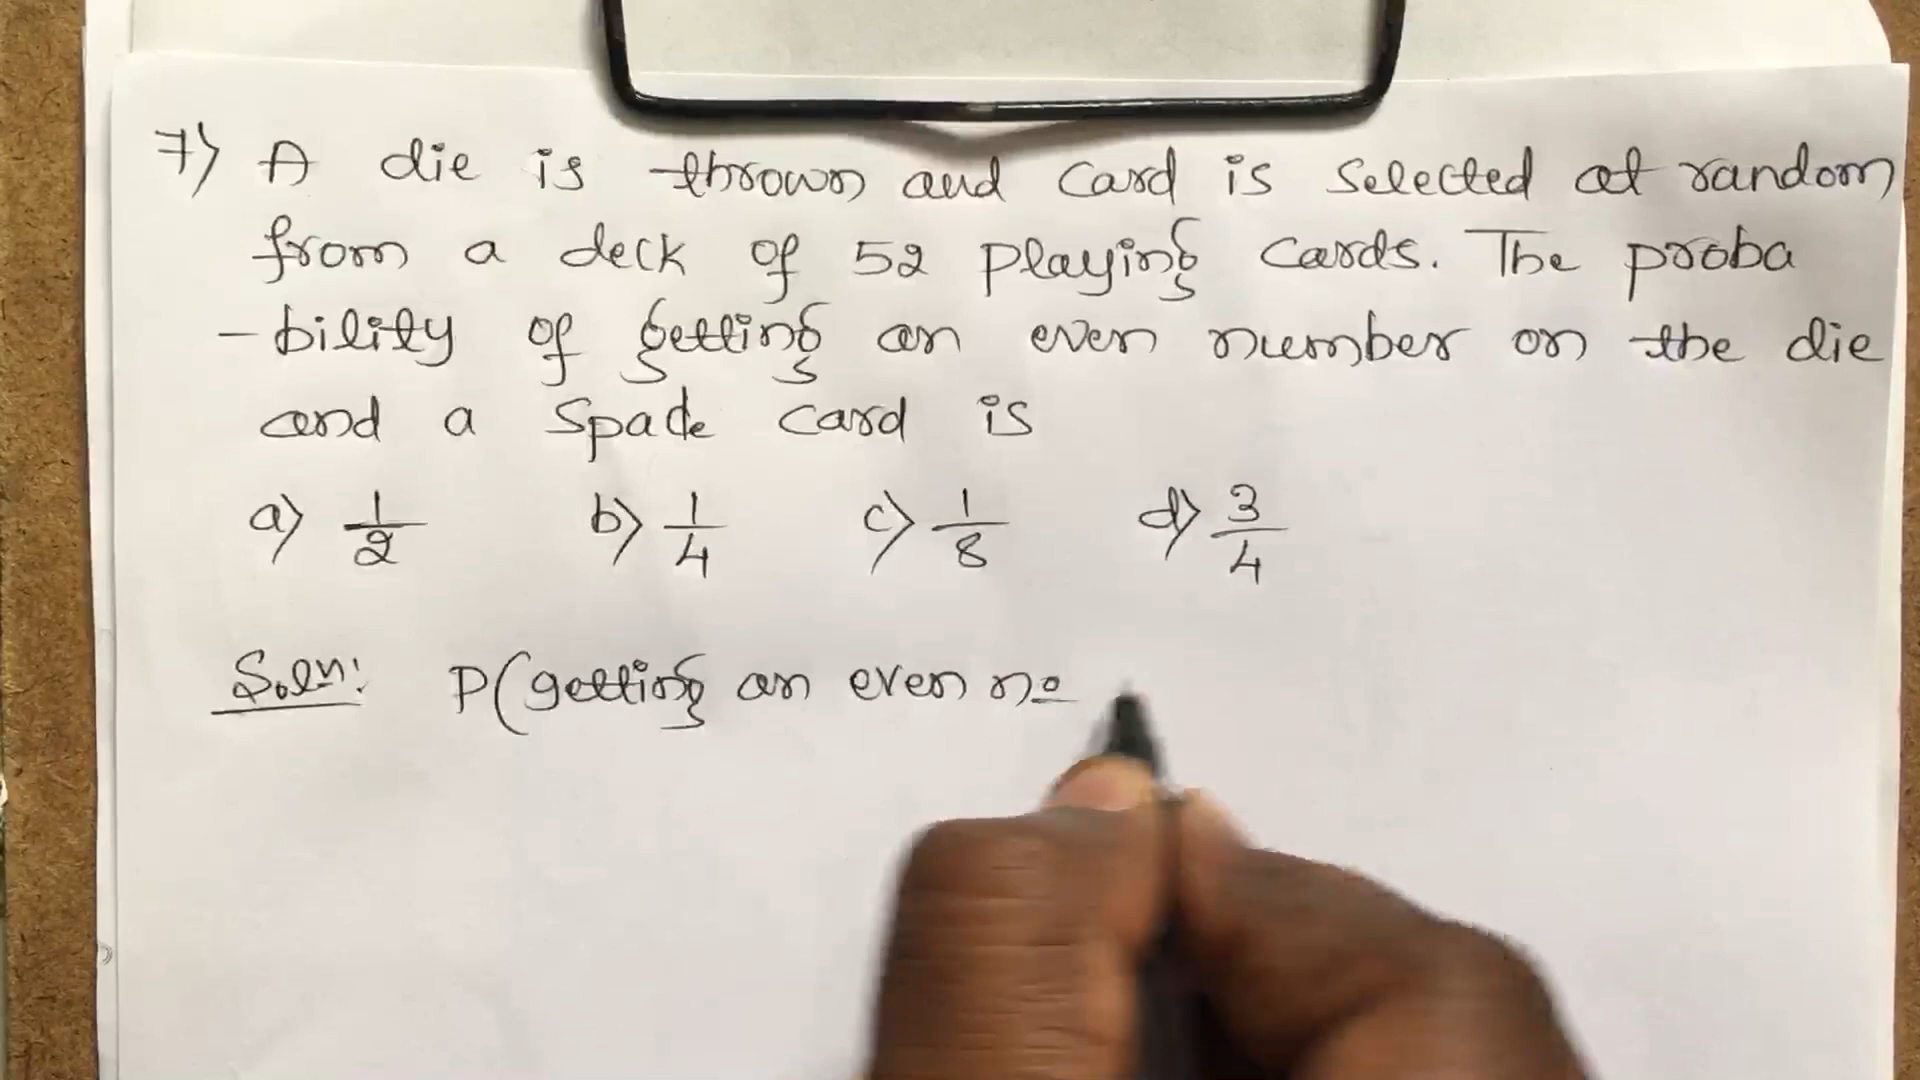 7) A die is thrown and card is selected at random
from a deck of 52 playing cards. The proba
-bility of getting an even number on the die
and a spade card is
a) 1/2 b) 1/4 c) 1/8 d) 3/4
Soln: P(getting an even no